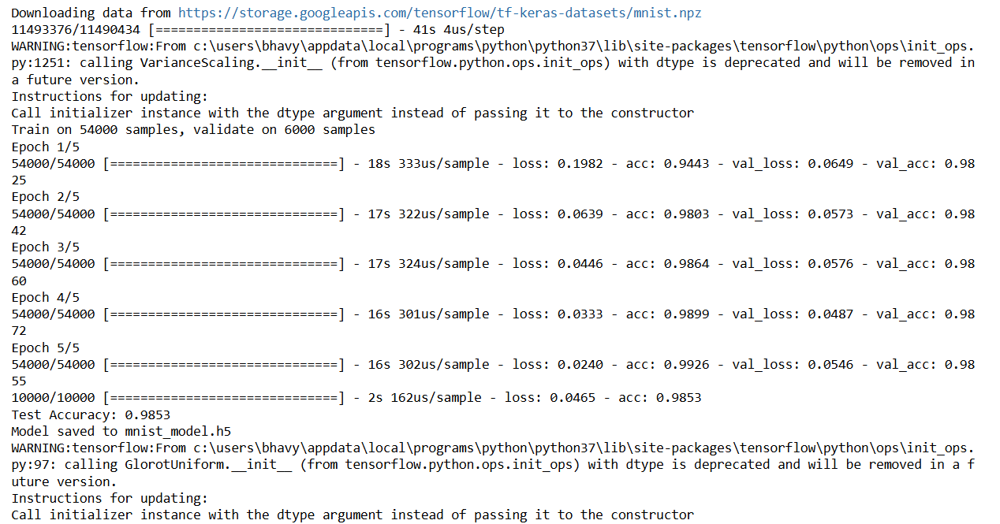 Downloading data from https://storage.googleapis.com/tensorflow/tf-keras-datasets/mnist.npz
11493376/11490434 [==============================] - 41s 4us/step
WARNING:tensorflow:From c:\users\bhavy\appdata\local\programs\python\python37\lib\site-packages\tensorflow\python\ops\init_ops.
py:1251: calling VarianceScaling.__init__ (from tensorflow.python.ops.init_ops) with dtype is deprecated and will be removed in
a future version.
Instructions for updating:
Call initializer instance with the dtype argument instead of passing it to the constructor
Train on 54000 samples, validate on 6000 samples
Epoch 1/5
54000/54000 [==============================] - 18s 333us/sample - loss: 0.1982 - acc: 0.9443 - val_loss: 0.0649 - val_acc: 0.98
25
Epoch 2/5
54000/54000 [==============================] - 17s 322us/sample - loss: 0.0639 - acc: 0.9803 - val_loss: 0.0573 - val_acc: 0.98
42
Epoch 3/5
54000/54000 [==============================] - 17s 324us/sample - loss: 0.0446 - acc: 0.9864 - val_loss: 0.0576 - val_acc: 0.98
60
Epoch 4/5
54000/54000 [==============================] - 16s 301us/sample - loss: 0.0333 - acc: 0.9899 - val_loss: 0.0487 - val_acc: 0.98
72
Epoch 5/5
54000/54000 [==============================] - 16s 302us/sample - loss: 0.0240 - acc: 0.9926 - val_loss: 0.0546 - val_acc: 0.98
55
10000/10000 [==============================] - 2s 162us/sample - loss: 0.0465 - acc: 0.9853
Test Accuracy: 0.9853
Model saved to mnist_model.h5
WARNING:tensorflow:From c:\users\bhavy\appdata\local\programs\python\python37\lib\site-packages\tensorflow\python\ops\init_ops.
py:97: calling GlorotUniform.__init__ (from tensorflow.python.ops.init_ops) with dtype is deprecated and will be removed in a f
uture version.
Instructions for updating:
Call initializer instance with the dtype argument instead of passing it to the constructor